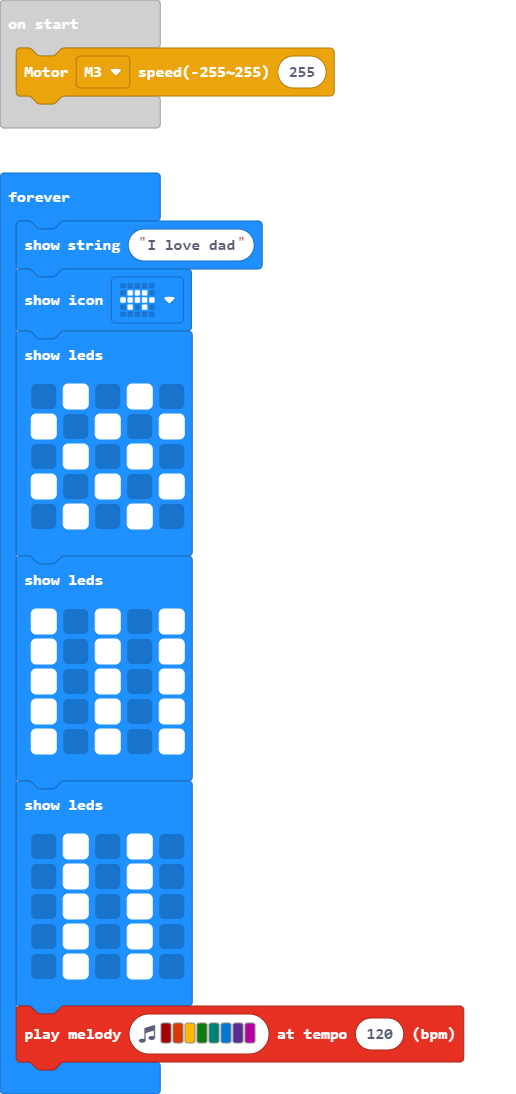 on start
Motor M3 speed(-255~255) 255
forever
show string "I love dad"
show icon
show leds
show leds
show leds
play melody at tempo 120 (bpm)